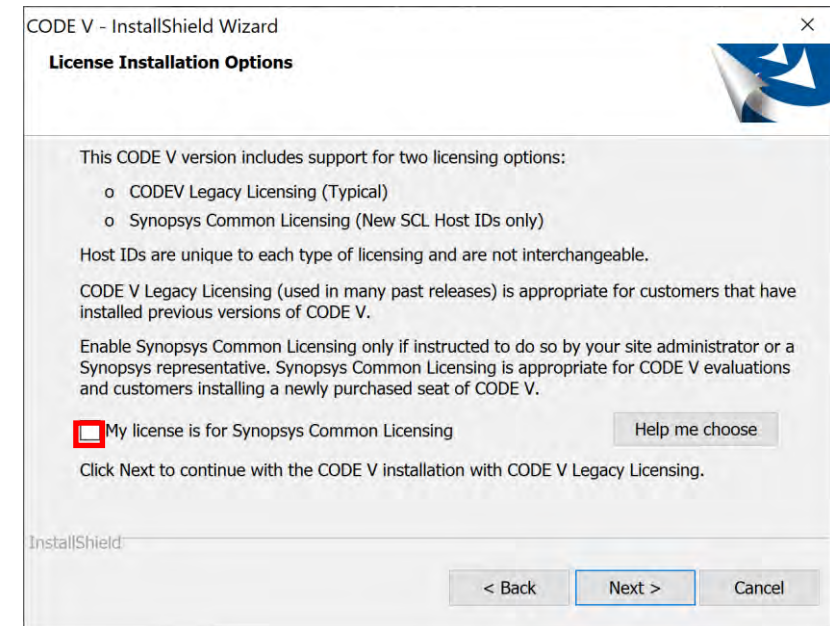 CODE V - InstallShield Wizard
License Installation Options
This CODE V version includes support for two licensing options:
o CODEV Legacy Licensing (Typical)
o Synopsys Common Licensing (New SCL Host IDs only)
Host IDs are unique to each type of licensing and are not interchangeable.
CODE V Legacy Licensing (used in many past releases) is appropriate for customers that have
installed previous versions of CODE V.
Enable Synopsys Common Licensing only if instructed to do so by your site administrator or a
Synopsys representative. Synopsys Common Licensing is appropriate for CODE V evaluations
and customers installing a newly purchased seat of CODE V.
My license is for Synopsys Common Licensing
Help me choose
Click Next to continue with the CODE V installation with CODE V Legacy Licensing.
InstallShield
< Back
Next >
Cancel